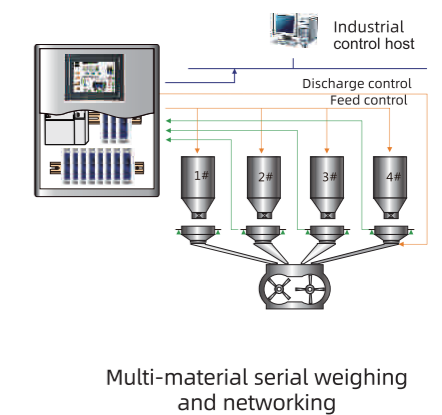 Industrial
control host
Discharge control
Feed control
1#
2#
3#
4#
Multi-material serial weighing
and networking